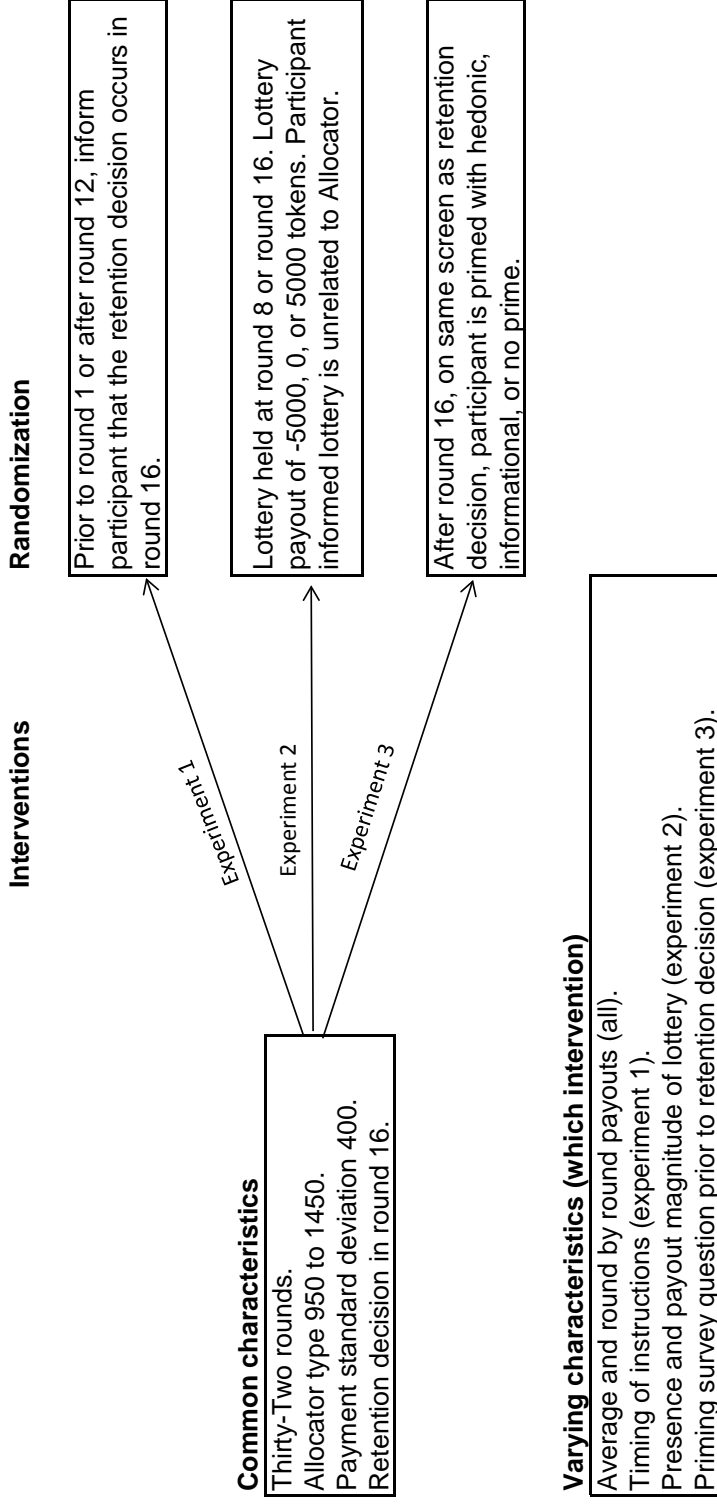 Interventions
Randomization
Common characteristics
Thirty-Two rounds.
Allocator type 950 to 1450.
Payment standard deviation 400.
Retention decision in round 16.
Experiment 1
Experiment 2
Experiment 3
Prior to round 1 or after round 12, inform
participant that the retention decision occurs in
round 16.
Lottery held at round 8 or round 16. Lottery
payout of -5000, 0, or 5000 tokens. Participant
informed lottery is unrelated to Allocator.
After round 16, on same screen as retention
decision, participant is primed with hedonic,
informational, or no prime.
Varying characteristics (which intervention)
Average and round by round payouts (all).
Timing of instructions (experiment 1).
Presence and payout magnitude of lottery (experiment 2).
Priming survey question prior to retention decision (experiment 3).